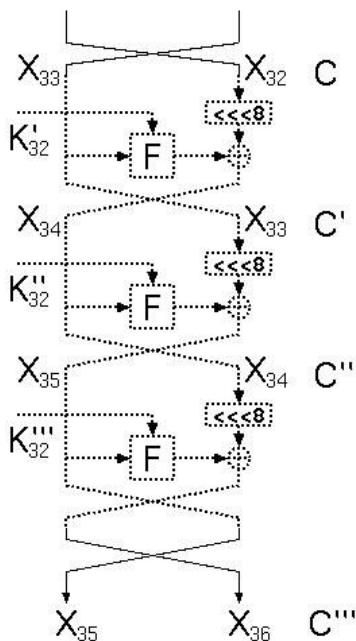 X33 X32 C
<<<8
K'32
F
X34 X33 C'
<<<8
K''32
F
X35 X34 C''
<<<8
K'''32
F
X35 X36 C'''